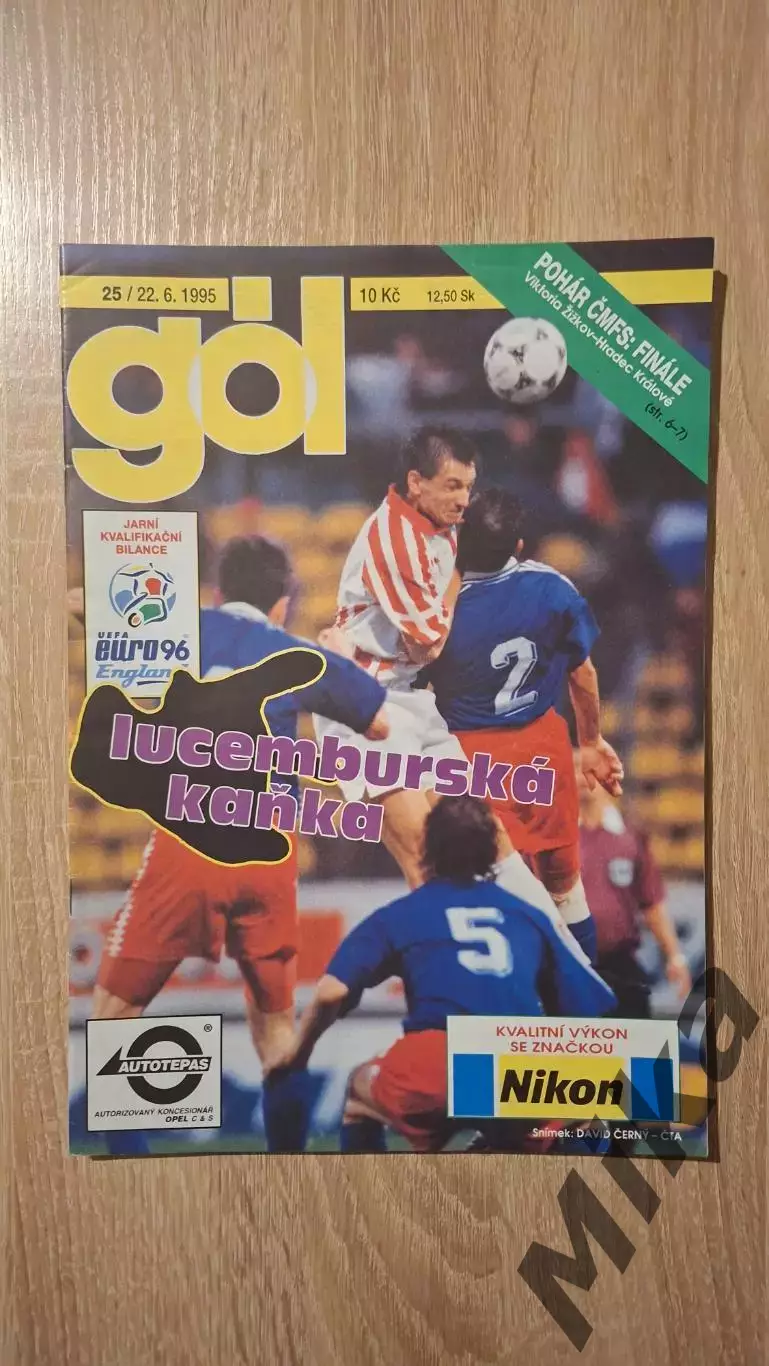 25 / 22. 6. 1995
10 Kč 12,50 Sk
gól
POHÁR ČMFS: FINÁLE
Viktoria Žižkov–Hradec Králové
(str. 6–7)
JARNÍ
KVALIFIKAČNÍ
BILANCE
UEFA
euro96
England
lucemburská
kaňka
2
5
AUTOTEPAS
®
AUTORIZOVANÝ KONCESIONÁŘ
OPEL C & S
KVALITNÍ VÝKON
SE ZNAČKOU
Nikon
Snímek: DAVID ČERNÝ – ČTA
Mika